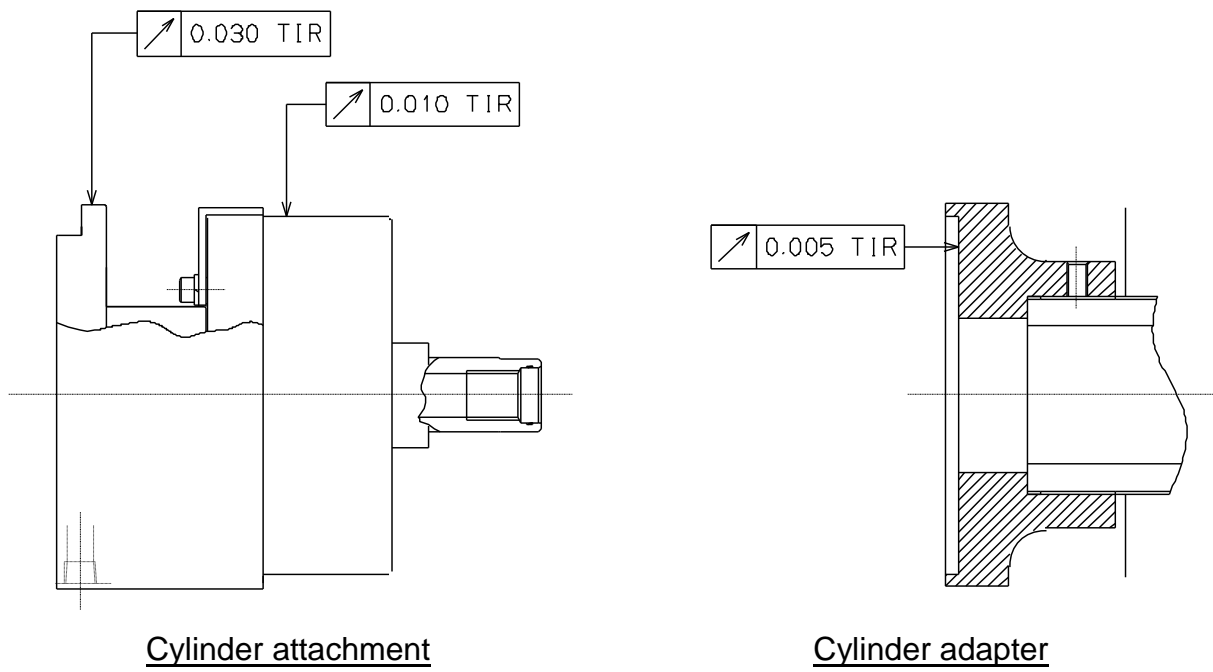 0.030 TIR
0.010 TIR
0.005 TIR
Cylinder attachment
Cylinder adapter